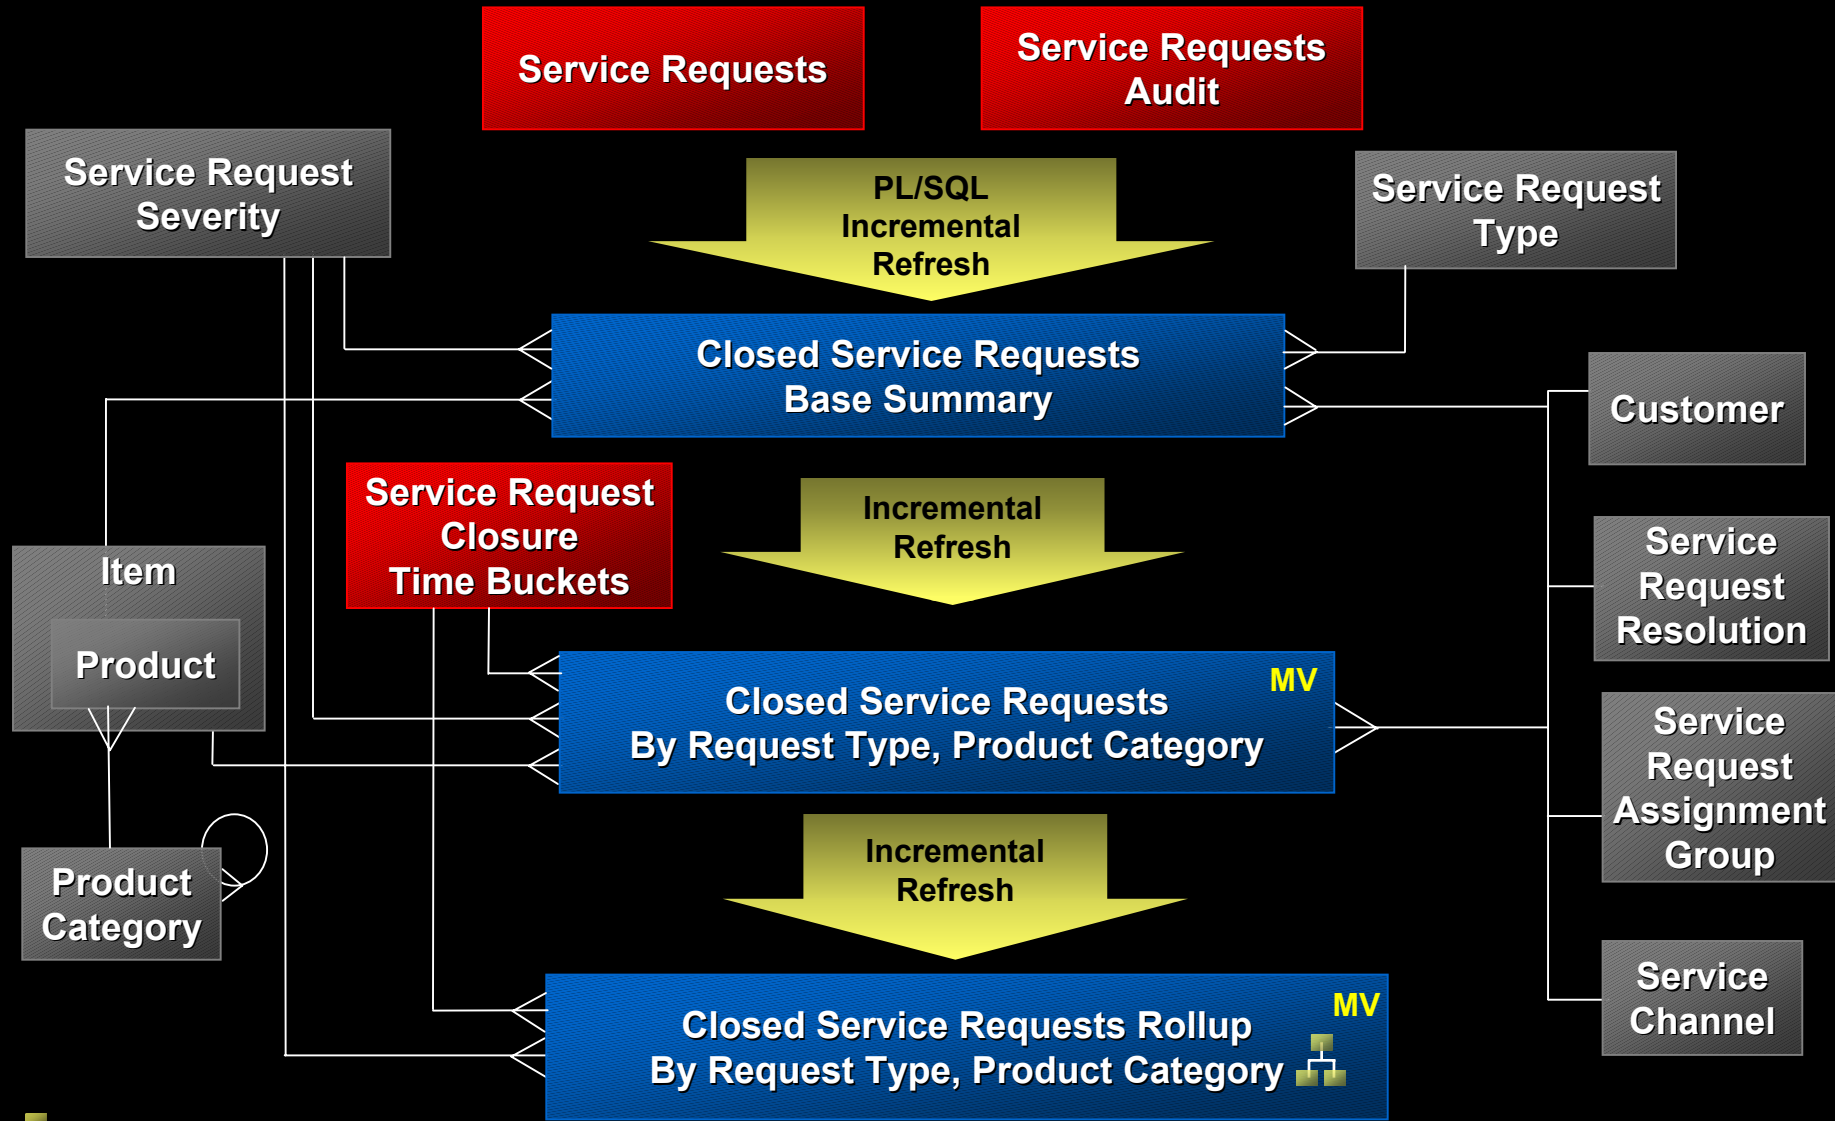 Service Requests
Service Requests
Audit
Service Request
Severity
PL/SQL
Incremental
Refresh
Service Request
Type
Closed Service Requests
Base Summary
Customer
Service Request
Closure
Time Buckets
Incremental
Refresh
Item
Product
Service
Request
Resolution
MV
Closed Service Requests
By Request Type, Product Category
Service
Request
Assignment
Group
Product
Category
Incremental
Refresh
MV
Closed Service Requests Rollup
By Request Type, Product Category
Service
Channel